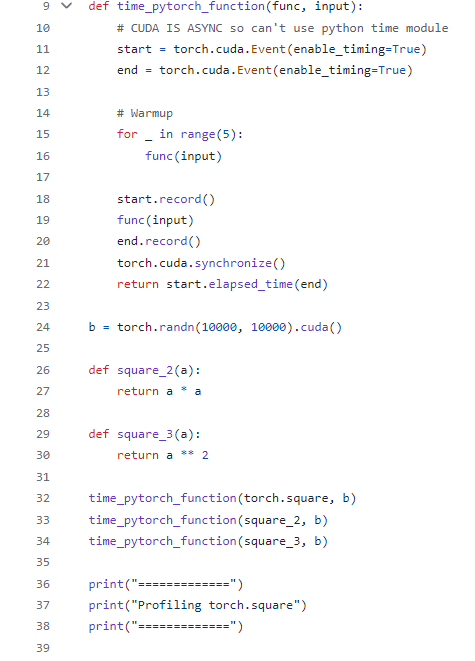 9 def time_pytorch_function(func, input):
10     # CUDA IS ASYNC so can't use python time module
11     start = torch.cuda.Event(enable_timing=True)
12     end = torch.cuda.Event(enable_timing=True)
13
14     # Warmup
15     for _ in range(5):
16         func(input)
17
18     start.record()
19     func(input)
20     end.record()
21     torch.cuda.synchronize()
22     return start.elapsed_time(end)
23
24 b = torch.randn(10000, 10000).cuda()
25
26 def square_2(a):
27     return a * a
28
29 def square_3(a):
30     return a ** 2
31
32 time_pytorch_function(torch.square, b)
33 time_pytorch_function(square_2, b)
34 time_pytorch_function(square_3, b)
35
36 print("=============")
37 print("Profiling torch.square")
38 print("=============")
39